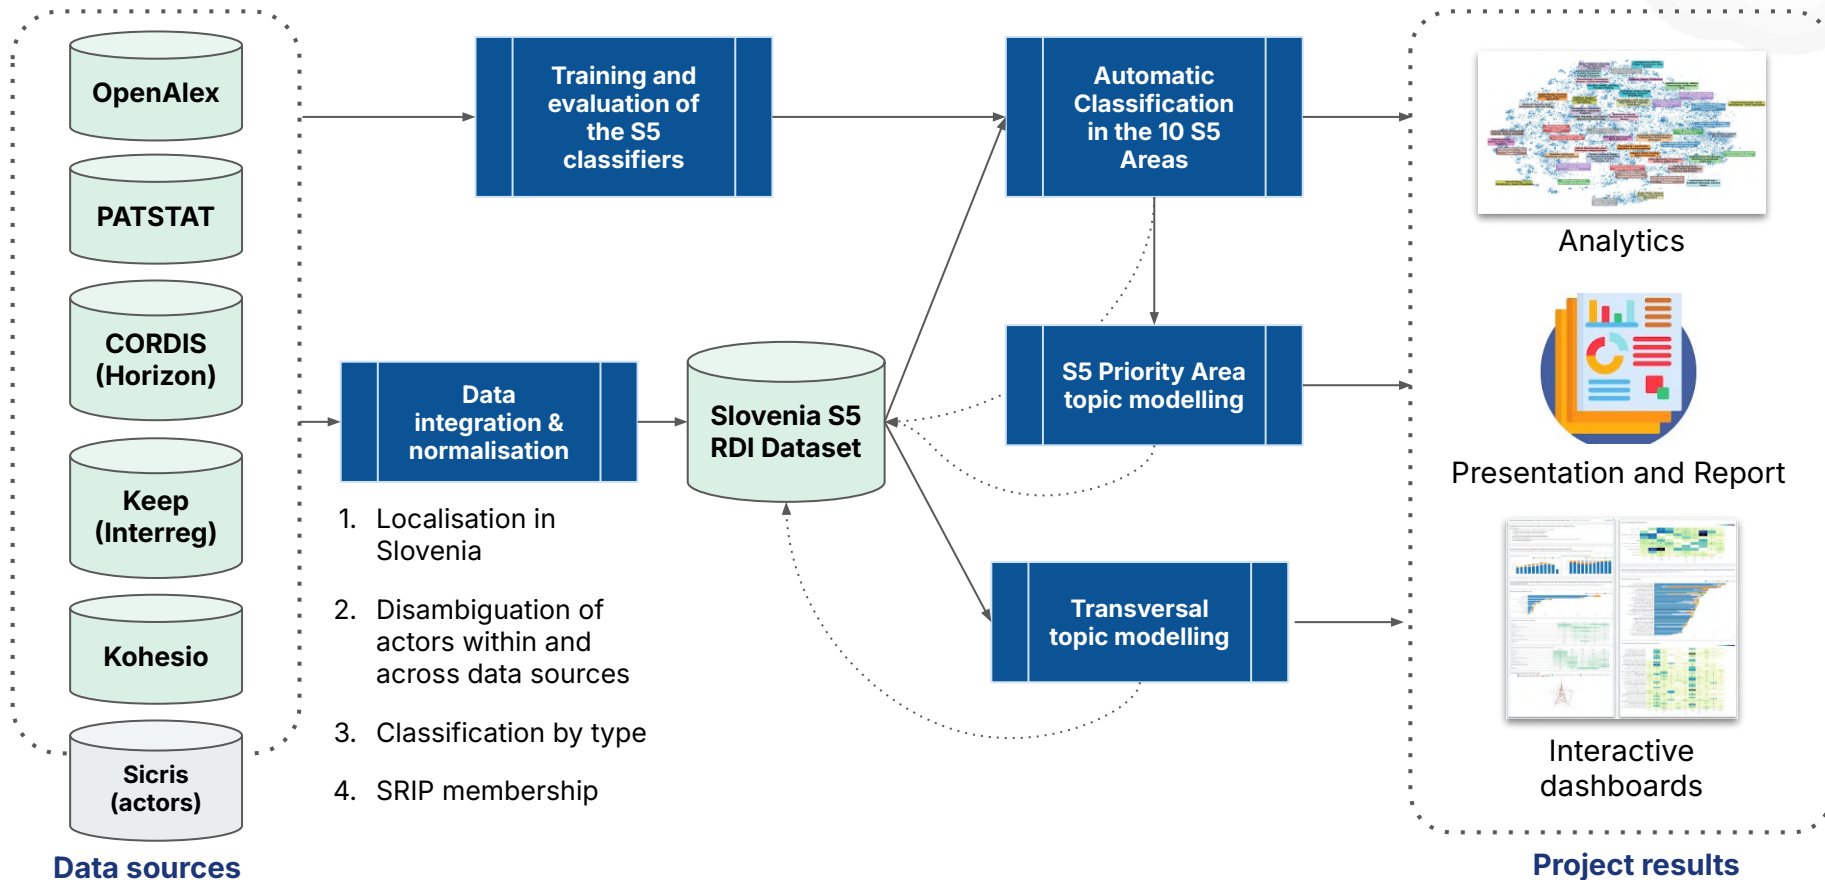 OpenAlex
PATSTAT
CORDIS
(Horizon)
Keep
(Interreg)
Kohesio
Sicris
(actors)
Data sources
Training and
evaluation of
the S5
classifiers
Data
integration &
normalisation
1. Localisation in
Slovenia
2. Disambiguation of
actors within and
across data sources
3. Classification by type
4. SRIP membership
Slovenia S5
RDI Dataset
Automatic
Classification
in the 10 S5
Areas
S5 Priority Area
topic modelling
Transversal
topic modelling
Analytics
Presentation and Report
Interactive
dashboards
Project results